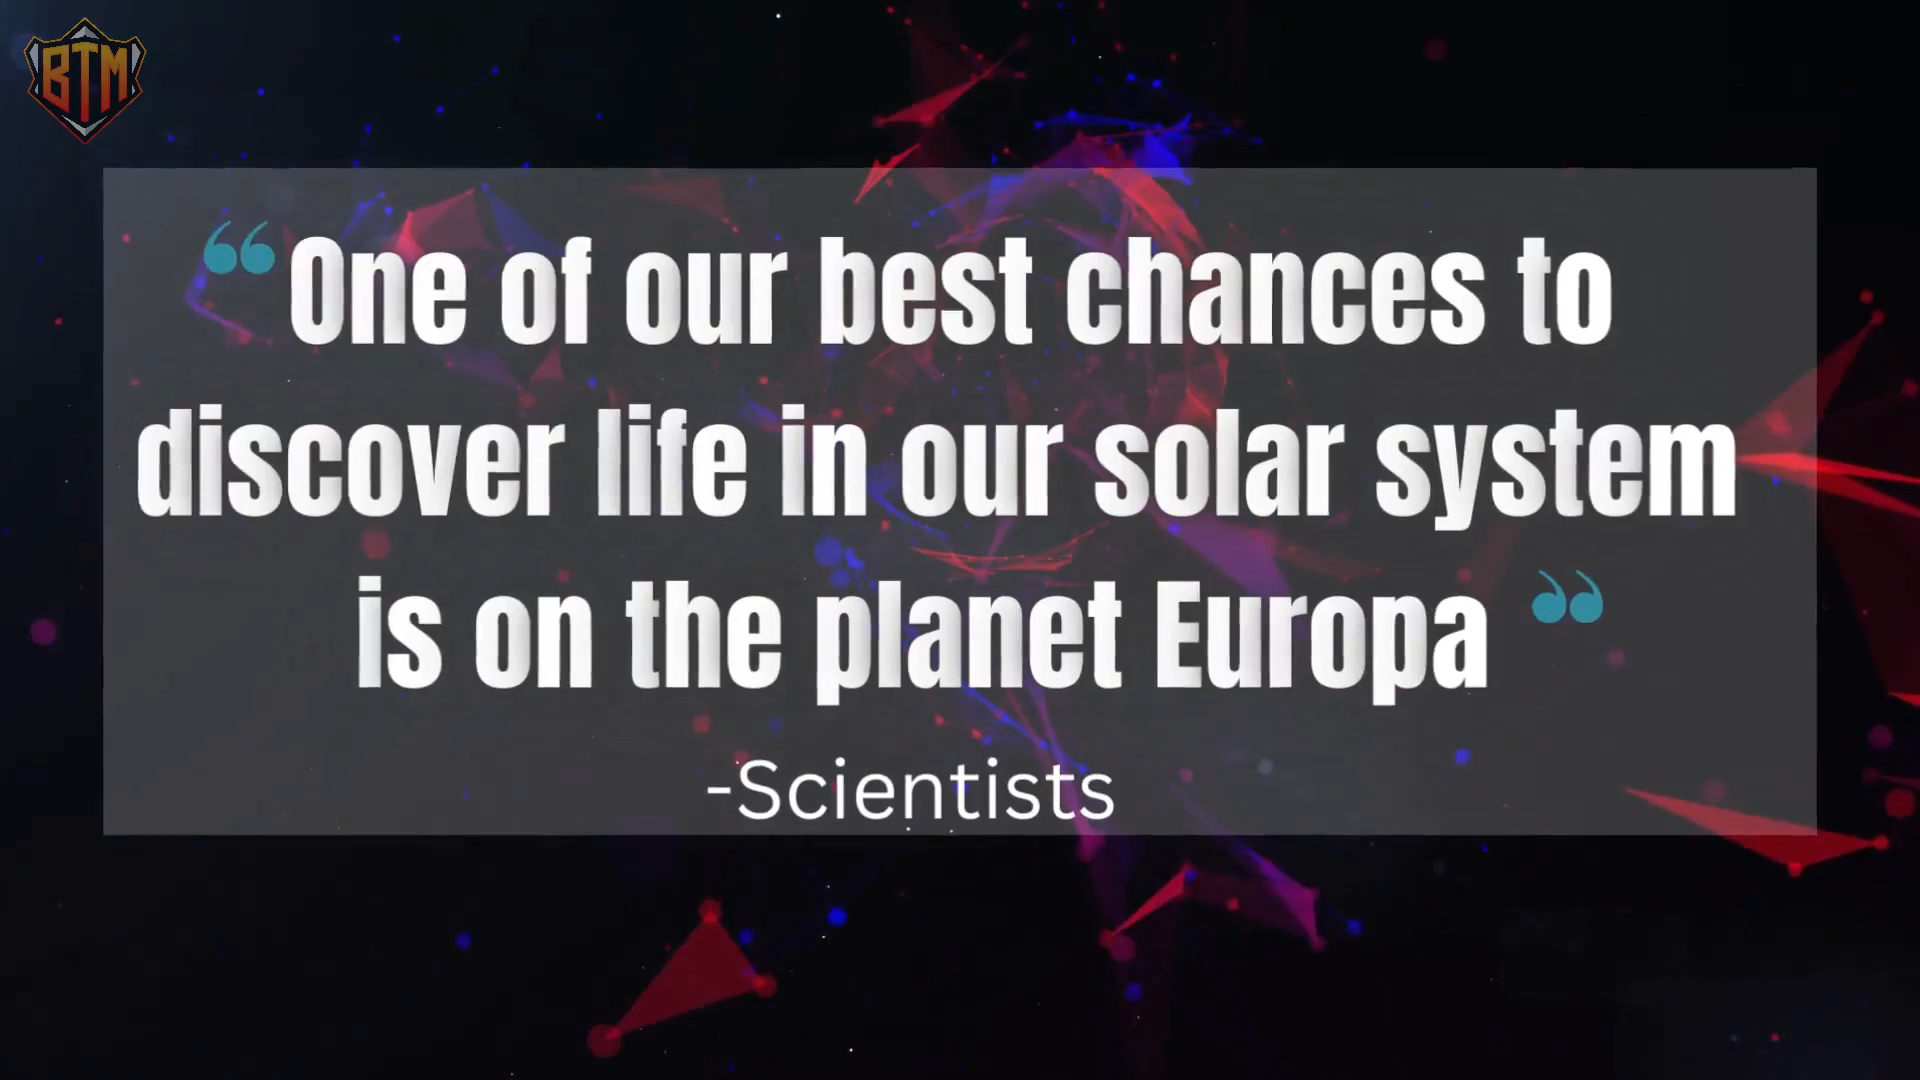 BTM
“One of our best chances to
discover life in our solar system
is on the planet Europa”
-Scientists